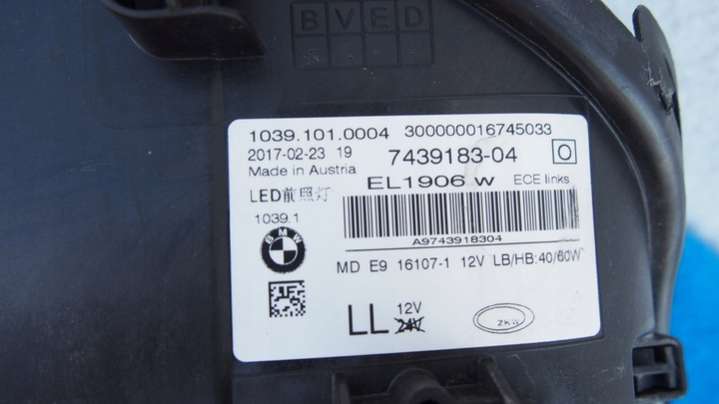 BVED
1039.101.0004 300000016745033
2017-02-23 19 7439183-04 O
Made in Austria EL1906 W ECE links
LED前照灯
1039.1
BMW
A9743918304
MD E9 16107-1 12V LB/HB:40/60W
LL 12V
24V
ZKW